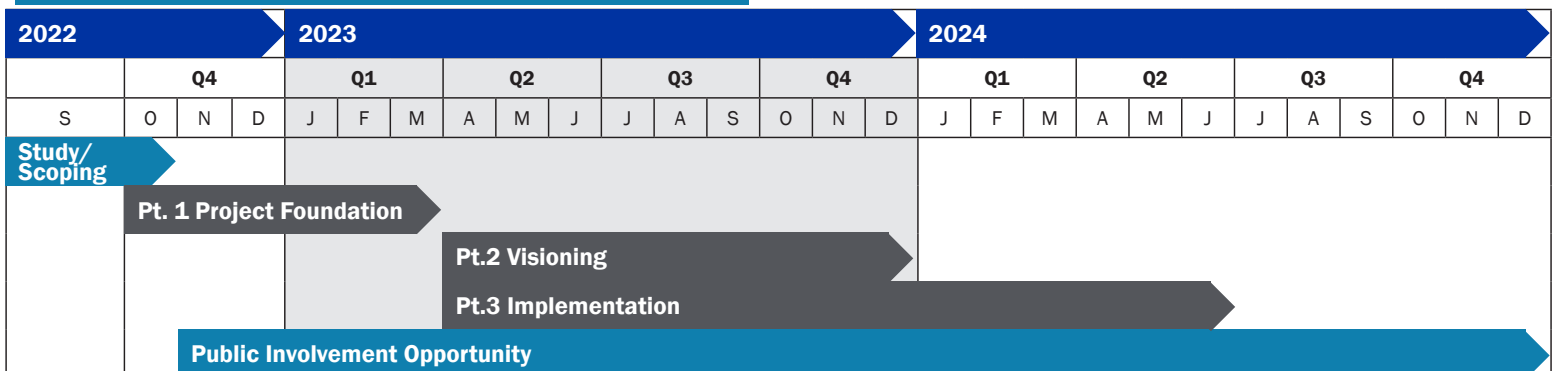 2022 2023 2024
Q4 Q1 Q2 Q3 Q4 Q1 Q2 Q3 Q4
S O N D J F M A M J J A S O N D J F M A M J J A S O N D
Study/
Scoping
Pt. 1 Project Foundation
Pt.2 Visioning
Pt.3 Implementation
Public Involvement Opportunity